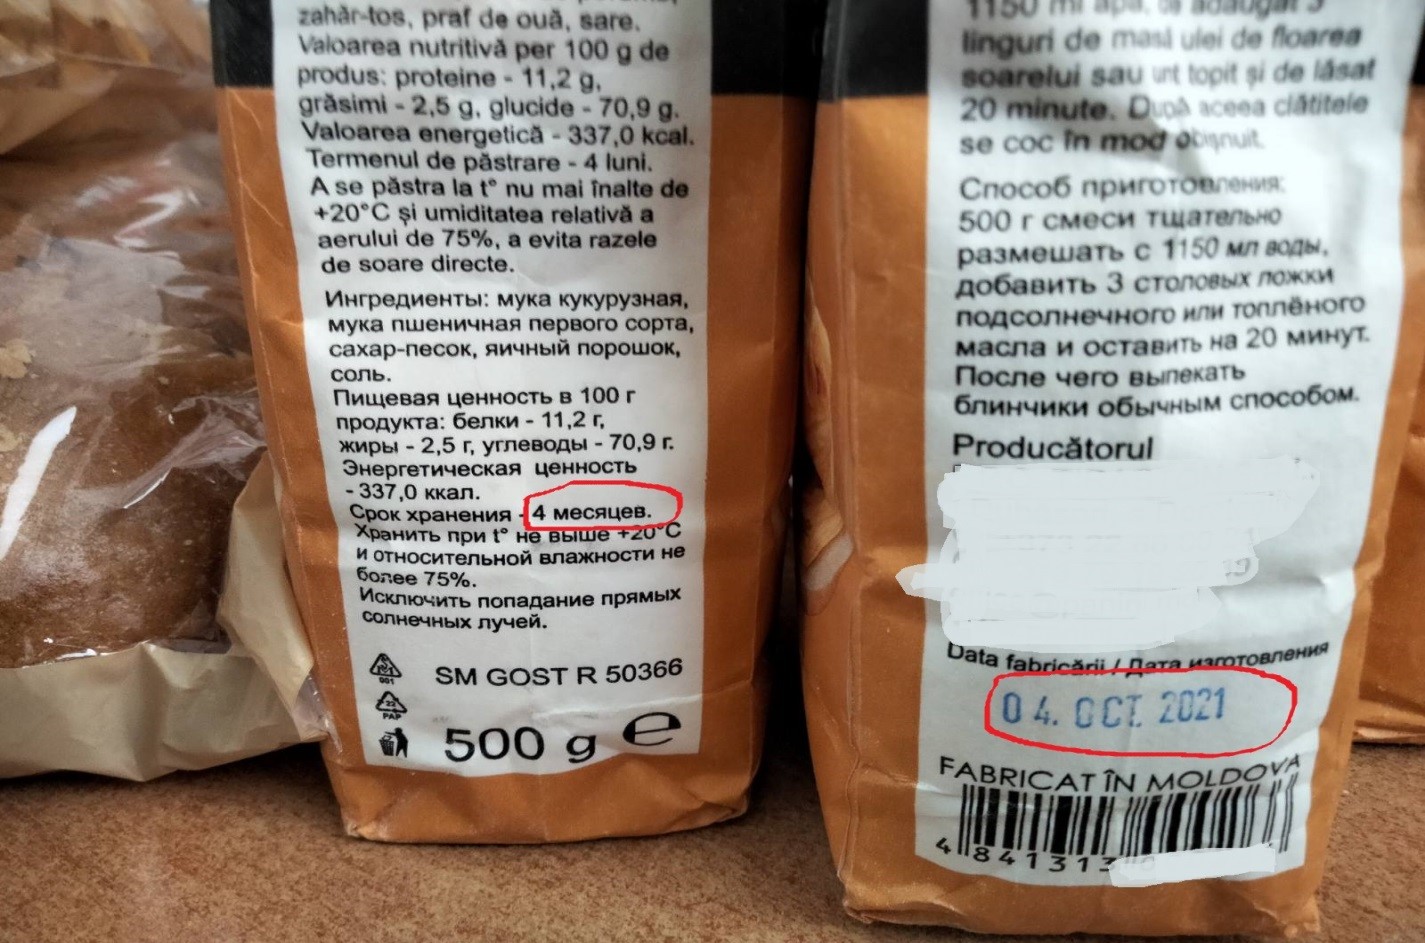 zahăr-tos, praf de ouă, sare.
Valoarea nutritivă per 100 g de
produs: proteine - 11,2 g,
grăsimi - 2,5 g, glucide - 70,9 g.
Valoarea energetică - 337,0 kcal.
Termenul de păstrare - 4 luni.
A se păstra la t° nu mai înalte de
+20°C și umiditatea relativă a
aerului de 75%, a evita razele
de soare directe.
Ингредиенты: мука кукурузная,
мука пшеничная первого сорта,
сахар-песок, яичный порошок,
соль.
Пищевая ценность в 100 г
продукта: белки - 11,2 г,
жиры - 2,5 г, углеводы - 70,9 г.
Энергетическая ценность
- 337,0 ккал.
Срок хранения - 4 месяцев.
Хранить при t° не выше +20°C
и относительной влажности не
более 75%.
Исключить попадание прямых
солнечных лучей.
001
22
PAP
SM GOST R 50366
500 g e
1150 ml apă, de adăugat 3
linguri de masă ulei de floarea
soarelui sau unt topit și de lăsat
20 minute. După aceea clătitele
se coc în mod obișnuit.
Способ приготовления:
500 г смеси тщательно
размешать с 1150 мл воды,
добавить 3 столовых ложки
подсолнечного или топлёного
масла и оставить на 20 минут.
После чего выпекать
блинчики обычным способом.
Producătorul
Data fabricării / Дата изготовления
04. OCT. 2021
FABRICAT ÎN MOLDOVA
4 841313